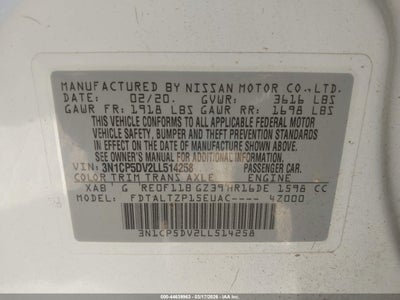 MANUFACTURED BY NISSAN MOTOR CO.,LTD.
DATE: 02/20. GVWR: 3616 LBS
GAWR FR: 1918 LBS GAWR RR: 1698 LBS
THIS VEHICLE CONFORMS TO ALL
APPLICABLE FEDERAL MOTOR
VEHICLE SAFETY, BUMPER AND
THEFT PREVENTION STANDARDS
IN EFFECT ON THE DATE OF
MANUFACTURE SHOWN ABOVE.
SEE OWNER'S MANUAL FOR ADDITIONAL INFORMATION.
VIN: 3N1CP5DV2LL514258 PASSENGER CAR.
COLOR TRIM TRANS AXLE ENGINE
XAB G RE0F11B GZ39 HR16DE 1598 CC
MODEL: FDTALTZP15EUAC---- 4Z000
3N1CP5DV2LL514258
000-44639963 - 03/17/2026 - ©IAA